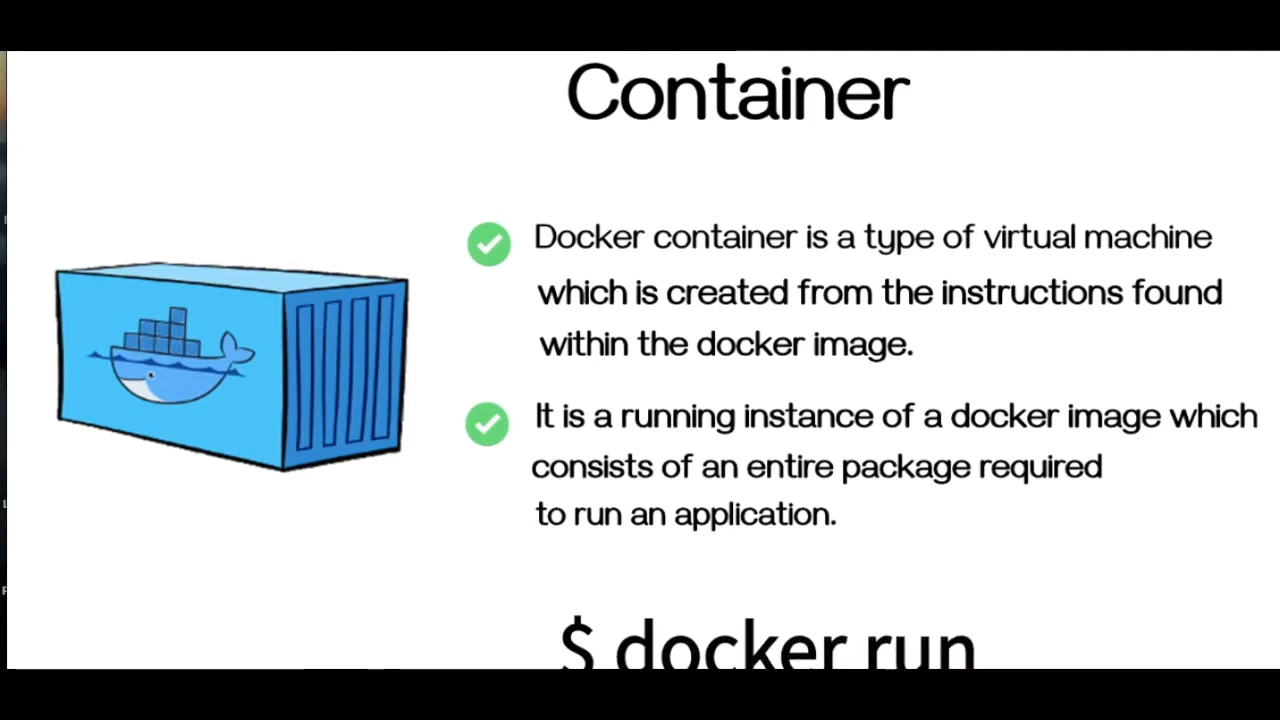 Container
Docker container is a type of virtual machine
which is created from the instructions found
within the docker image.
It is a running instance of a docker image which
consists of an entire package required
to run an application.
$ docker run